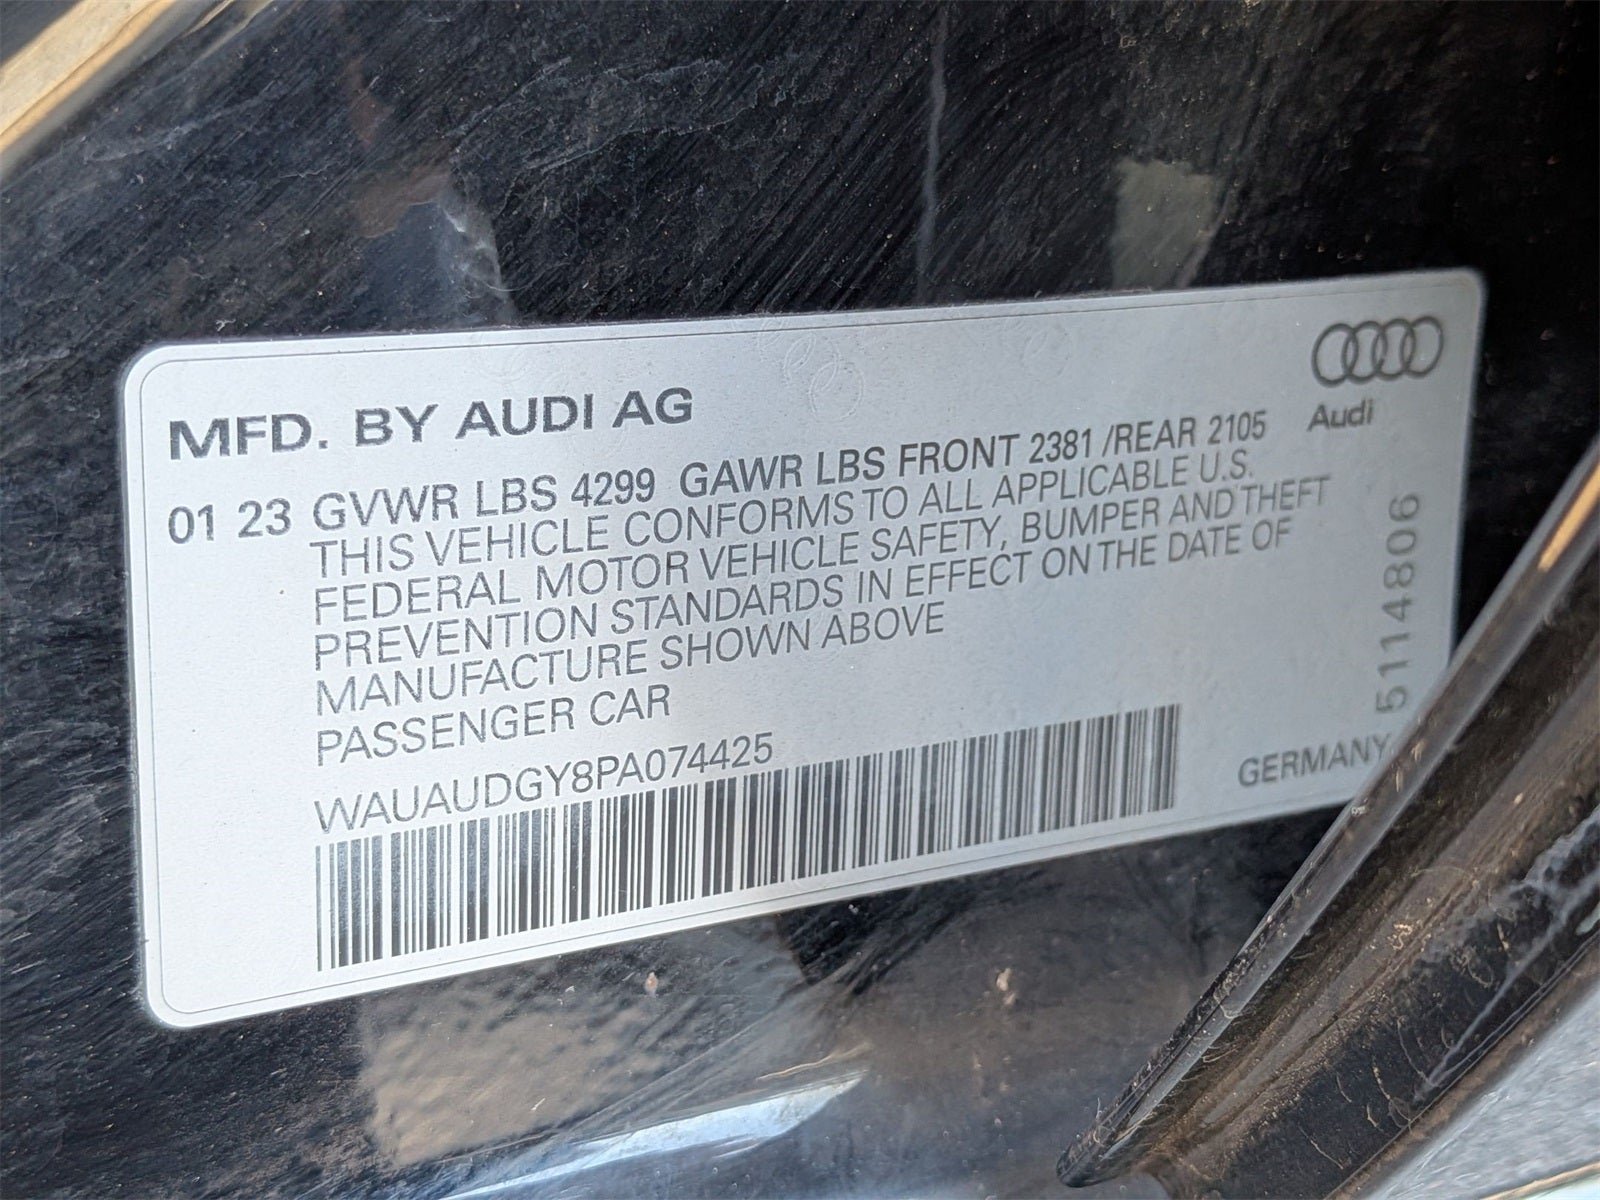 MFD. BY AUDI AG
Audi
01 23 GVWR LBS 4299 GAWR LBS FRONT 2381 /REAR 2105
THIS VEHICLE CONFORMS TO ALL APPLICABLE U.S.
FEDERAL MOTOR VEHICLE SAFETY, BUMPER AND THEFT
PREVENTION STANDARDS IN EFFECT ON THE DATE OF
MANUFACTURE SHOWN ABOVE
PASSENGER CAR
WAUAUDGY8PA074425
GERMANY
5114806